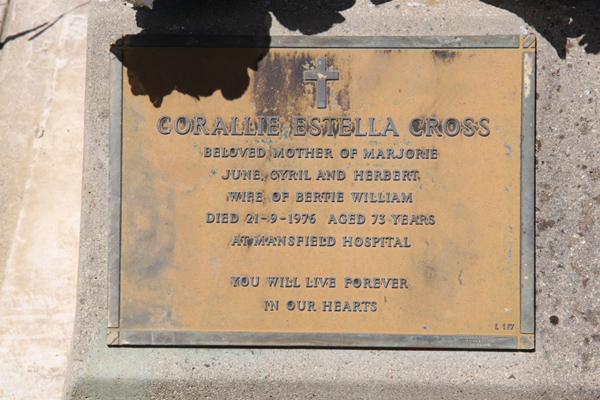 CORALLIE ESTELLA CROSS
BELOVED MOTHER OF MARJORIE
JUNE, CYRIL AND HERBERT
WIFE OF BERTIE WILLIAM
DIED 21-9-1976 AGED 73 YEARS
AT MANSFIELD HOSPITAL
YOU WILL LIVE FOREVER
IN OUR HEARTS